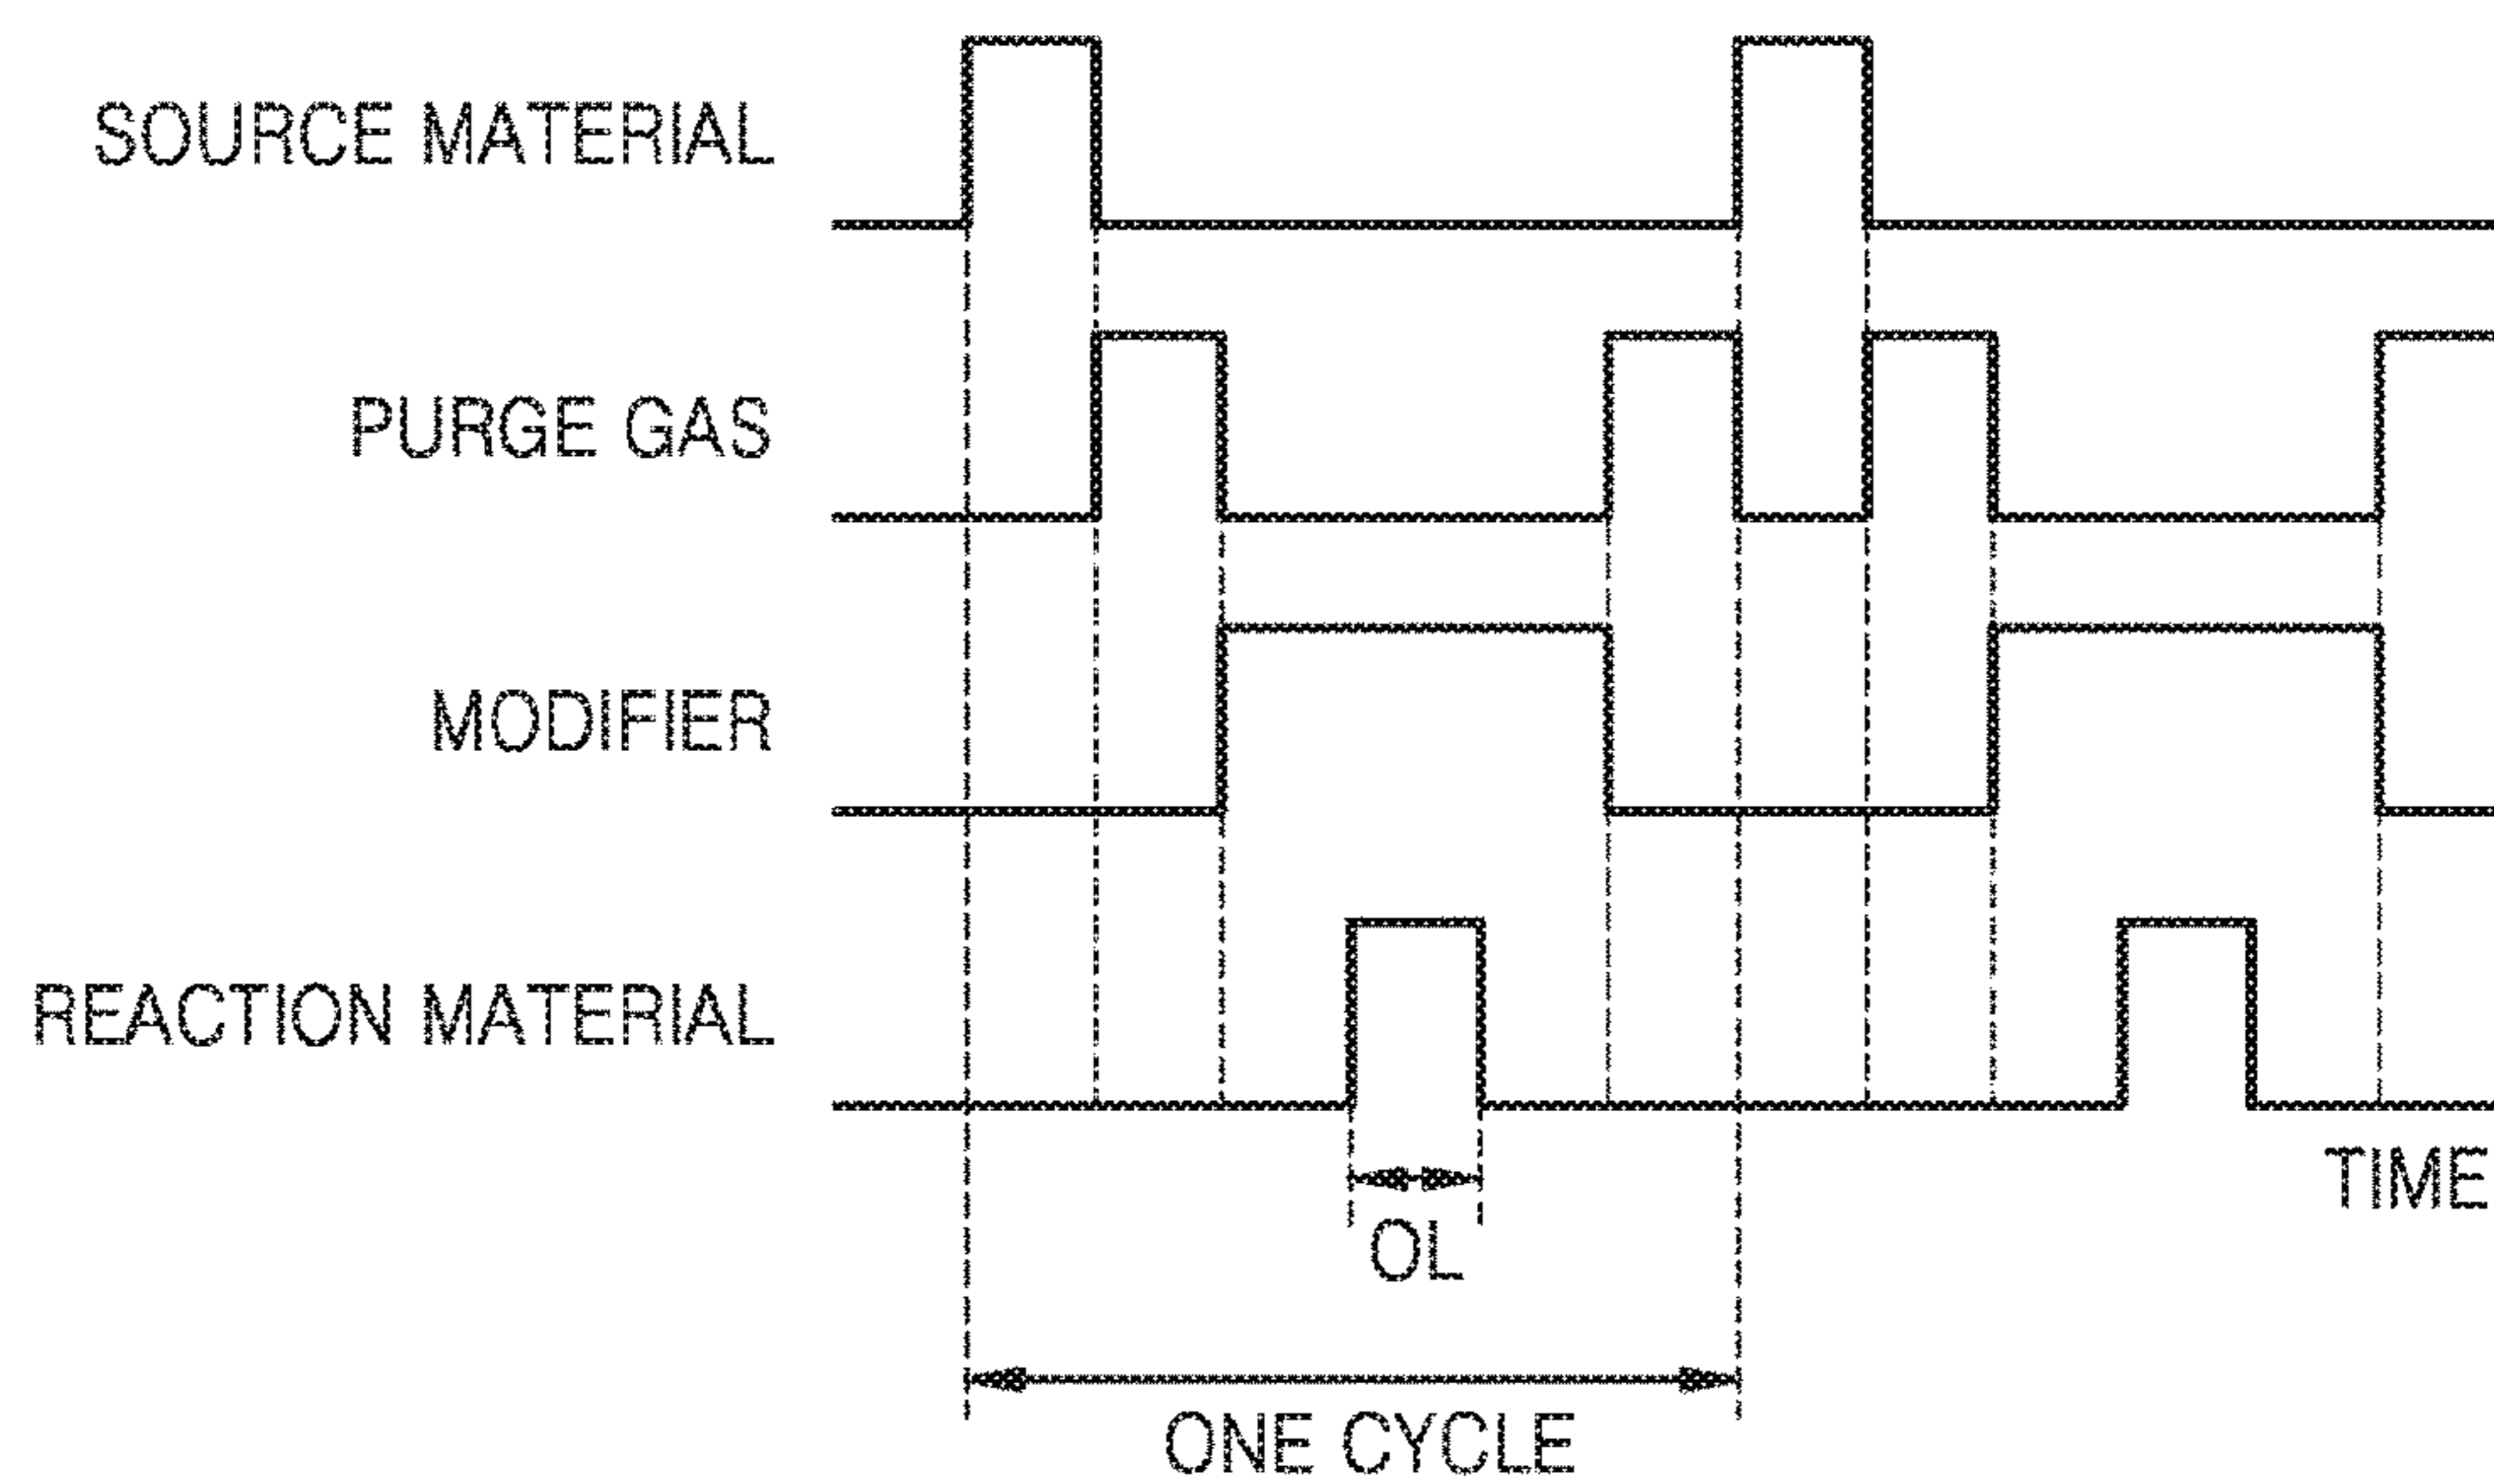 SOURCE MATERIAL
PURGE GAS
MODIFIER
REACTION MATERIAL
TIME
OL
ONE CYCLE